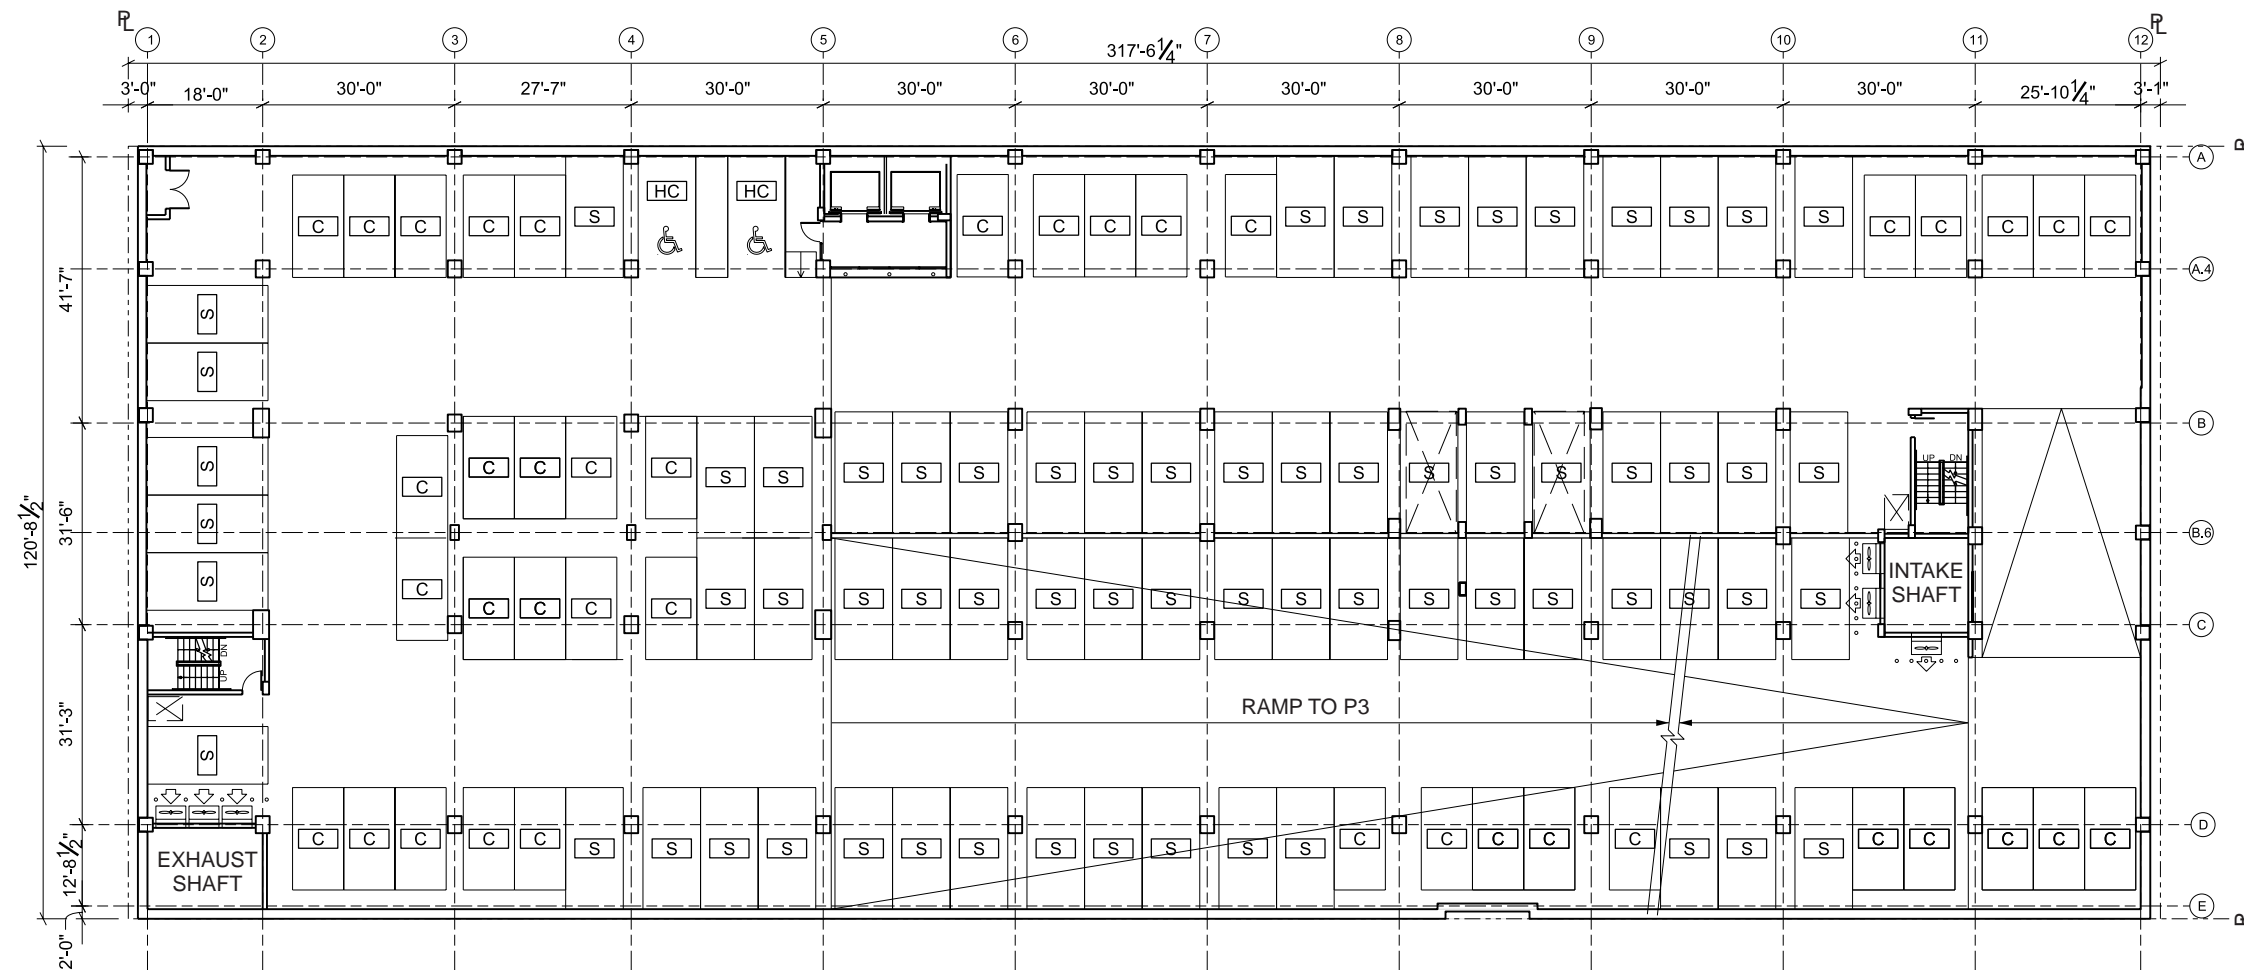 PL PL
1 2 3 4 5 6 7 8 9 10 11 12
317'-6 1/4"
3'-0" 18'-0" 30'-0" 27'-7" 30'-0" 30'-0" 30'-0" 30'-0" 30'-0" 30'-0" 30'-0" 25'-10 1/4" 3'-1"
A
HC HC
S S S S S S S S S S
C C C C C C C C C C C C C C C C
A.4
41'-7"
S
S
B
C C C C C S S S S S S S S S S S S S S S S S S S S
UP DN
S
S
S
120'-8 1/2"
31'-6"
B.6
INTAKE
SHAFT
C C C C C S S S S S S S S S S S S S S S S S S S S
C
DN
UP
31'-3"
RAMP TO P3
S
D
C C C C C S S S S S S S S S S S S C C C C C S S S C C C C C
12'-8 1/2"
EXHAUST
SHAFT
E
2'-0"